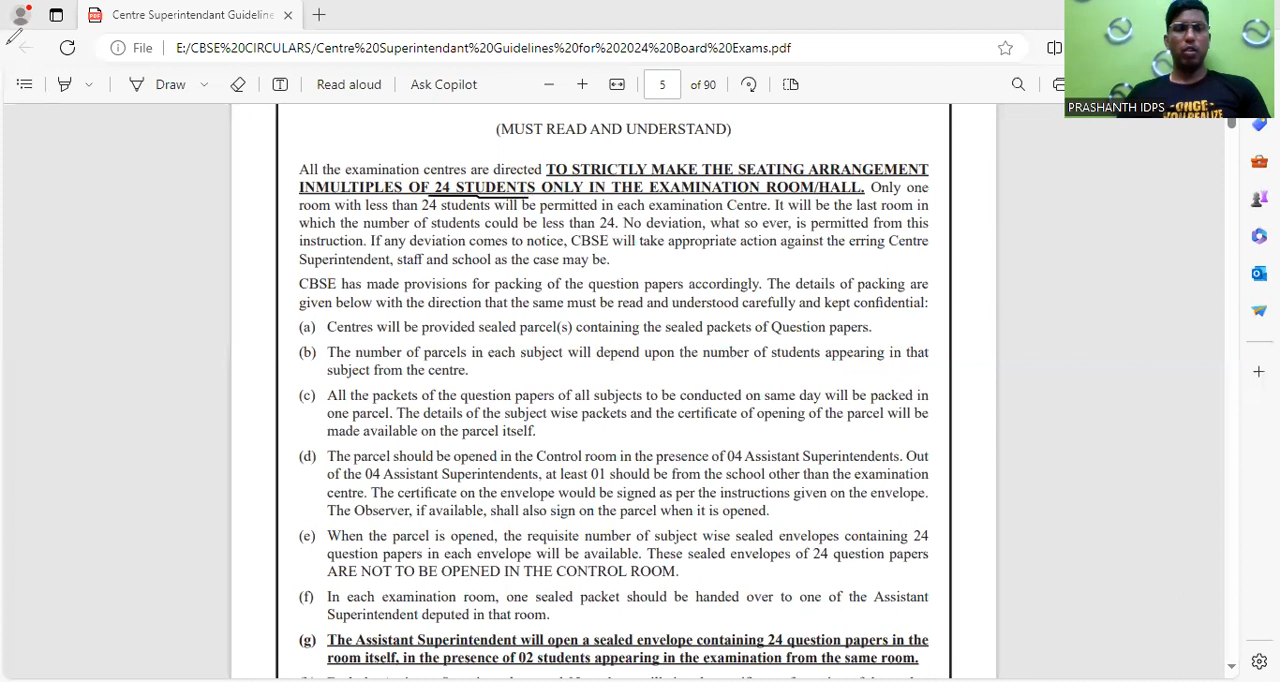 Centre Superintendant Guideline
File
E:/CBSE%20CIRCULARS/Centre%20Superintendant%20Guidelines%20for%202024%20Board%20Exams.pdf
Draw
Read aloud
Ask Copilot
5
of 90
PRASHANTH IDPS
ONCE
YOU REALIZE
(MUST READ AND UNDERSTAND)
All the examination centres are directed TO STRICTLY MAKE THE SEATING ARRANGEMENT
INMULTIPLES OF 24 STUDENTS ONLY IN THE EXAMINATION ROOM/HALL. Only one
room with less than 24 students will be permitted in each examination Centre. It will be the last room in
which the number of students could be less than 24. No deviation, what so ever, is permitted from this
instruction. If any deviation comes to notice, CBSE will take appropriate action against the erring Centre
Superintendent, staff and school as the case may be.
CBSE has made provisions for packing of the question papers accordingly. The details of packing are
given below with the direction that the same must be read and understood carefully and kept confidential:
(a) Centres will be provided sealed parcel(s) containing the sealed packets of Question papers.
(b) The number of parcels in each subject will depend upon the number of students appearing in that
subject from the centre.
(c) All the packets of the question papers of all subjects to be conducted on same day will be packed in
one parcel. The details of the subject wise packets and the certificate of opening of the parcel will be
made available on the parcel itself.
(d) The parcel should be opened in the Control room in the presence of 04 Assistant Superintendents. Out
of the 04 Assistant Superintendents, at least 01 should be from the school other than the examination
centre. The certificate on the envelope would be signed as per the instructions given on the envelope.
The Observer, if available, shall also sign on the parcel when it is opened.
(e) When the parcel is opened, the requisite number of subject wise sealed envelopes containing 24
question papers in each envelope will be available. These sealed envelopes of 24 question papers
ARE NOT TO BE OPENED IN THE CONTROL ROOM.
(f) In each examination room, one sealed packet should be handed over to one of the Assistant
Superintendent deputed in that room.
(g) The Assistant Superintendent will open a sealed envelope containing 24 question papers in the
room itself, in the presence of 02 students appearing in the examination from the same room.